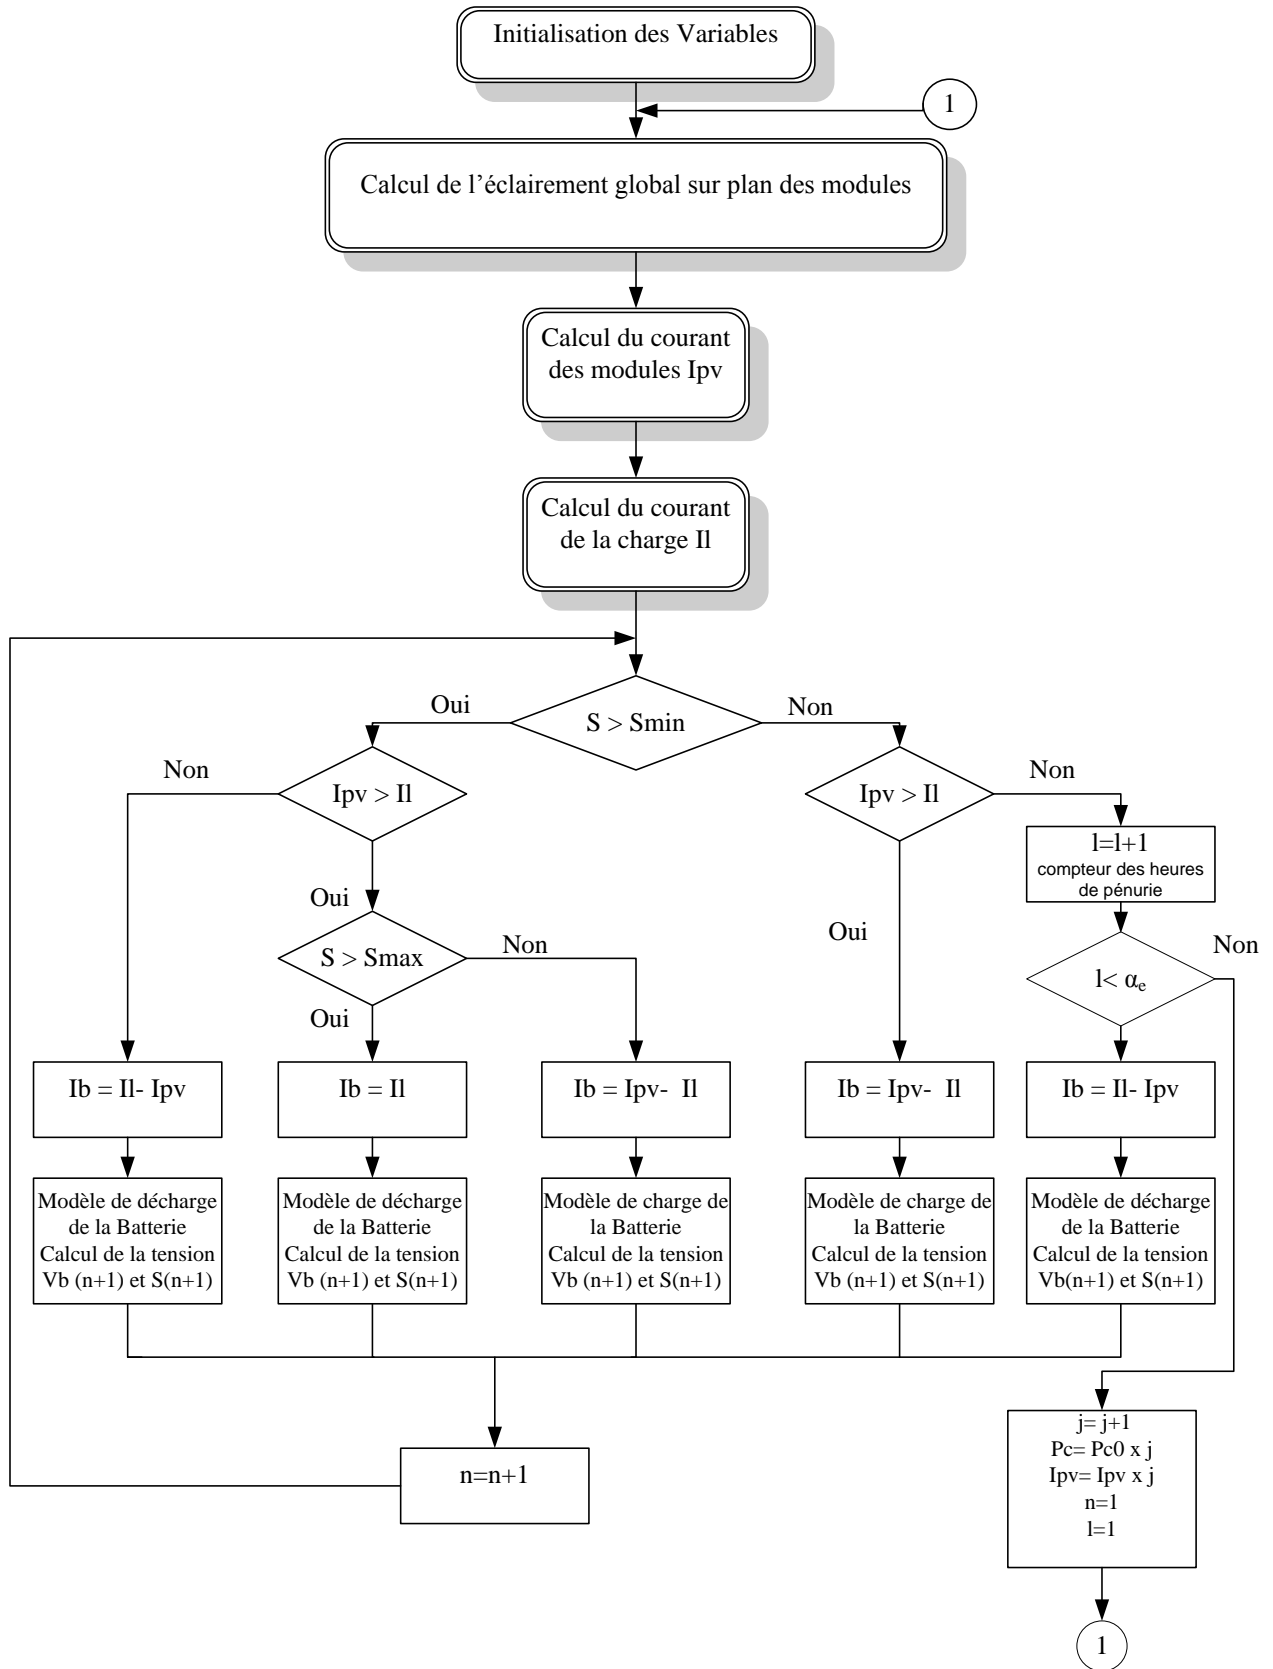 Initialisation des Variables
1
Calcul de l'éclairement global sur plan des modules
Calcul du courant
des modules Ipv
Calcul du courant
de la charge Il
Oui
S > Smin
Non
Non
Ipv > Il
Ipv > Il
Non
l=l+1
compteur des heures
de pénurie
Oui
S > Smax
Non
Oui
Non
l< αe
Oui
Ib = Il- Ipv
Ib = Il
Ib = Ipv- Il
Ib = Ipv- Il
Ib = Il- Ipv
Modèle de décharge
de la Batterie
Calcul de la tension
Vb (n+1) et S(n+1)
Modèle de décharge
de la Batterie
Calcul de la tension
Vb (n+1) et S(n+1)
Modèle de charge de
la Batterie
Calcul de la tension
Vb (n+1) et S(n+1)
Modèle de charge de
la Batterie
Calcul de la tension
Vb (n+1) et S(n+1)
Modèle de décharge
de la Batterie
Calcul de la tension
Vb(n+1) et S(n+1)
n=n+1
j= j+1
Pc= Pc0 x j
Ipv= Ipv x j
n=1
l=1
1